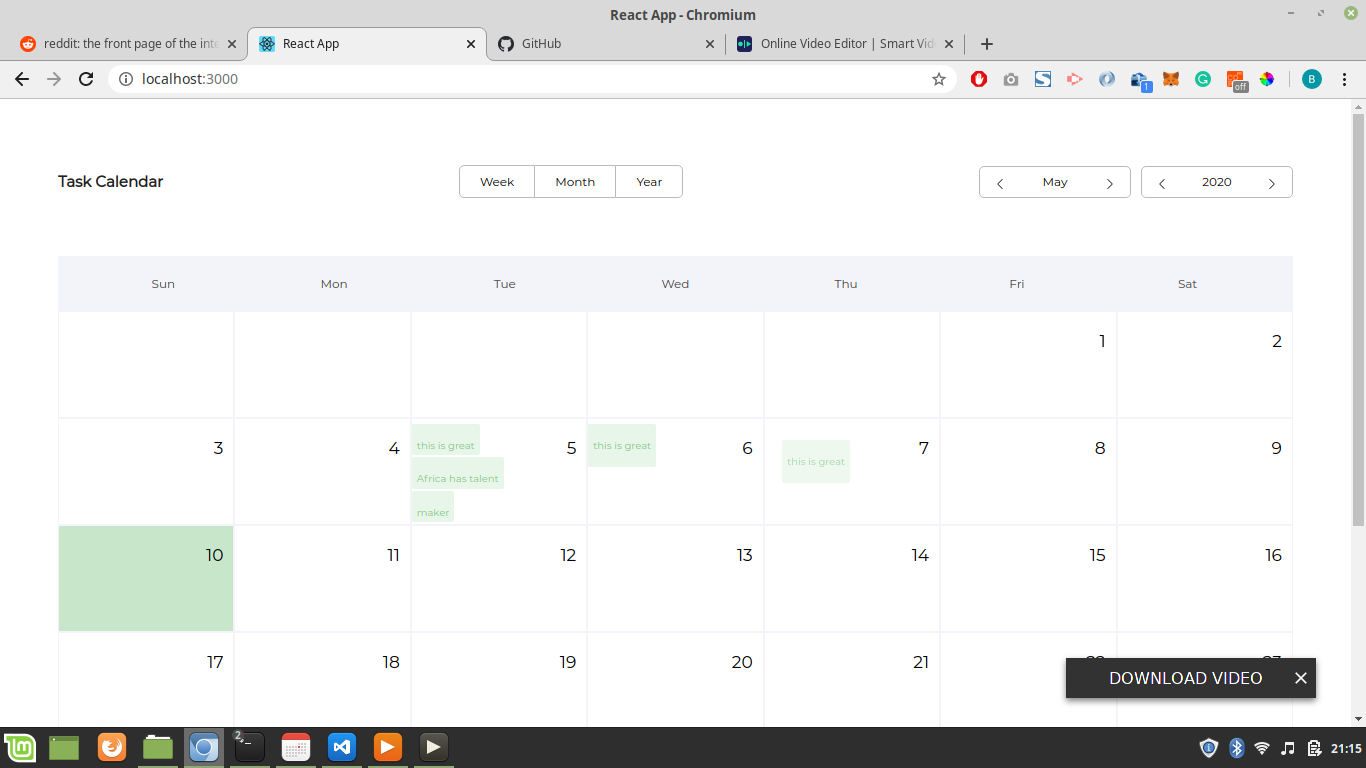 React App - Chromium
reddit: the front page of the inte
React App
GitHub
Online Video Editor | Smart Vid
localhost:3000
1
off
B
Task Calendar
Week Month Year
May
2020
Sun Mon Tue Wed Thu Fri Sat
1 2
3 4 5 6 7 8 9
this is great
Africa has talent
maker
this is great
this is great
10 11 12 13 14 15 16
17 18 19 20 21
DOWNLOAD VIDEO
2
21:15